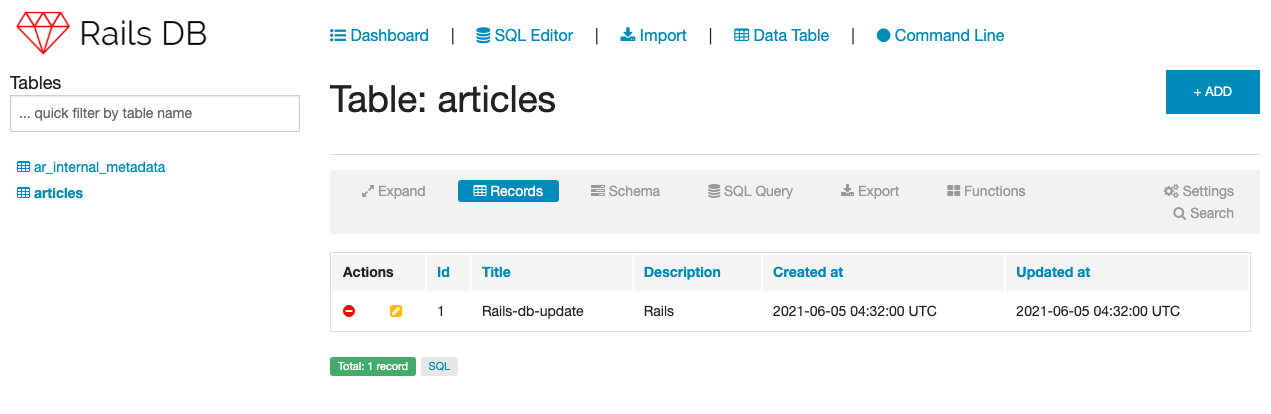 Rails DB
Dashboard | SQL Editor | Import | Data Table | Command Line
Tables
... quick filter by table name
ar_internal_metadata
articles
Table: articles
+ ADD
Expand Records Schema SQL Query Export Functions Settings
Search
Actions Id Title Description Created at Updated at
1 Rails-db-update Rails 2021-06-05 04:32:00 UTC 2021-06-05 04:32:00 UTC
Total: 1 record SQL